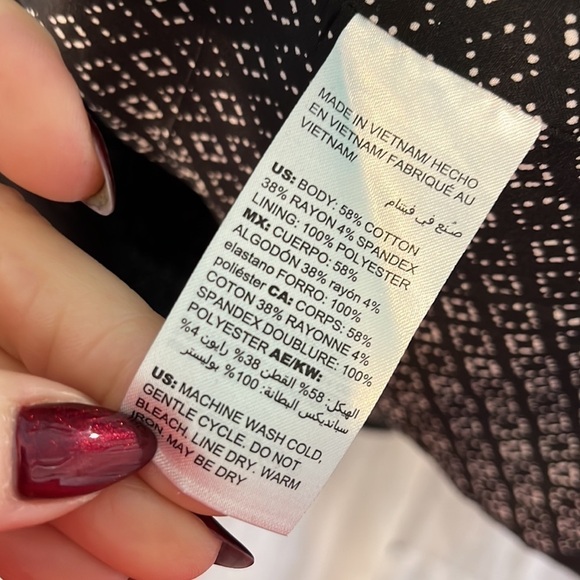 MADE IN VIETNAM/ HECHO
EN VIETNAM/ FABRIQUÉ AU
VIETNAM/
صُنع في فيتنام
US: BODY: 58% COTTON
38% RAYON 4% SPANDEX
LINING: 100% POLYESTER
MX: CUERPO: 58%
ALGODÓN 38% rayón 4%
elastano FORRO: 100%
poliéster CA: CORPS: 58%
COTON 38% RAYONNE 4%
SPANDEX DOUBLURE: 100%
POLYESTER AE/KW:
الهيكل: 58% القطن 38% رايون 4%
سباندیكس البطانة: 100% بوليستر
US: MACHINE WASH COLD,
GENTLE CYCLE. DO NOT
BLEACH. LINE DRY. WARM
IRON. MAY BE DRY